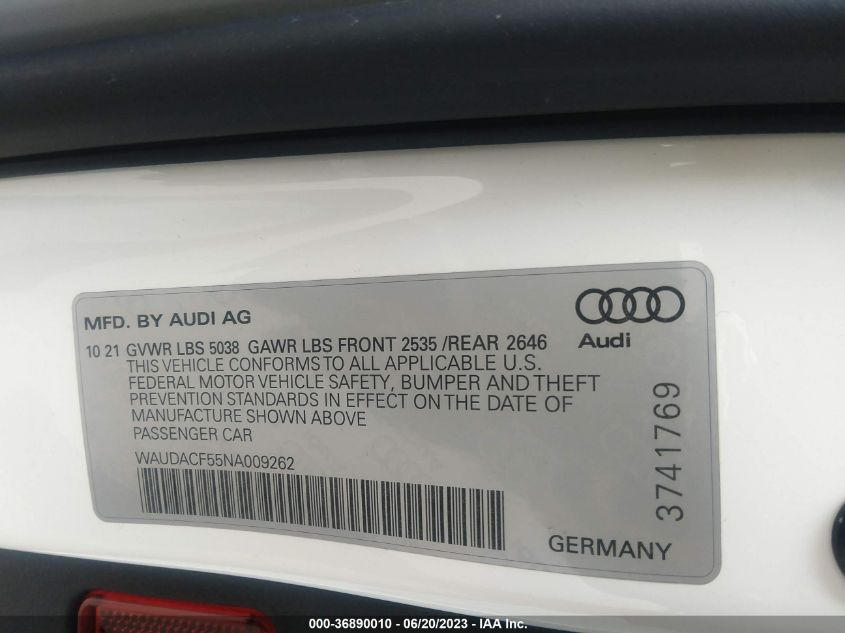 MFD. BY AUDI AG
Audi
10 21 GVWR LBS 5038 GAWR LBS FRONT 2535 /REAR 2646
THIS VEHICLE CONFORMS TO ALL APPLICABLE U.S.
FEDERAL MOTOR VEHICLE SAFETY, BUMPER AND THEFT
PREVENTION STANDARDS IN EFFECT ON THE DATE OF
MANUFACTURE SHOWN ABOVE
PASSENGER CAR
WAUDACF55NA009262
3741769
GERMANY
000-36890010 - 06/20/2023 - IAA Inc.